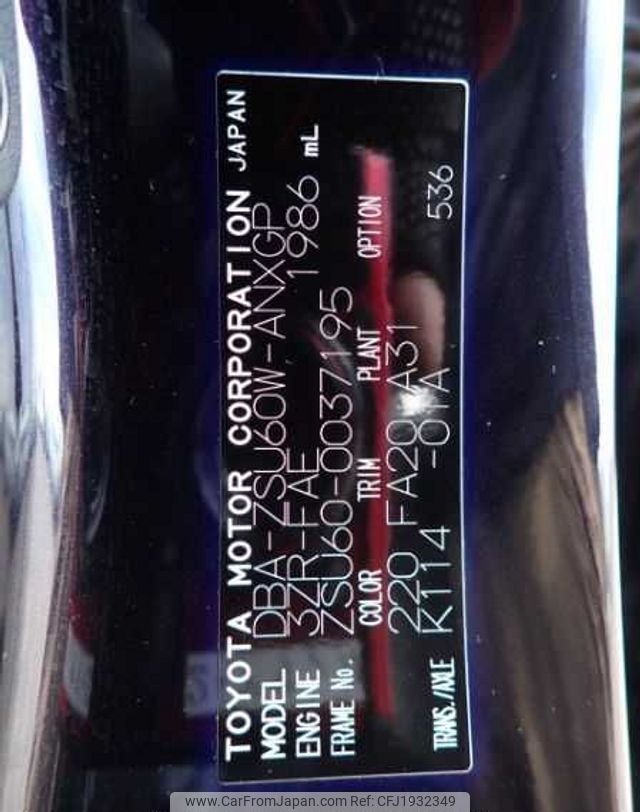 TOYOTA MOTOR CORPORATION JAPAN
MODEL DBA-ZSU60W-ANXGP
ENGINE 3ZR-FAE 1986 mL
FRAME No. ZSU60-0037195
COLOR TRIM PLANT OPTION
220 FA20 A31
TRANS./AXLE K114 -01A 536
www.CarFromJapan.com | ID: CFJ1932349